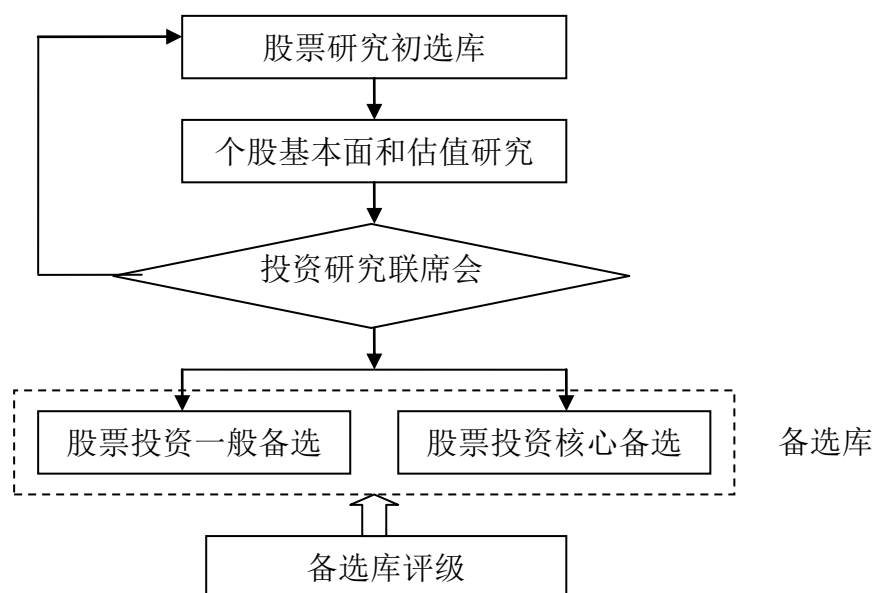 股票研究初选库
个股基本面和估值研究
投资研究联席会
股票投资一般备选
股票投资核心备选
备选库
备选库评级